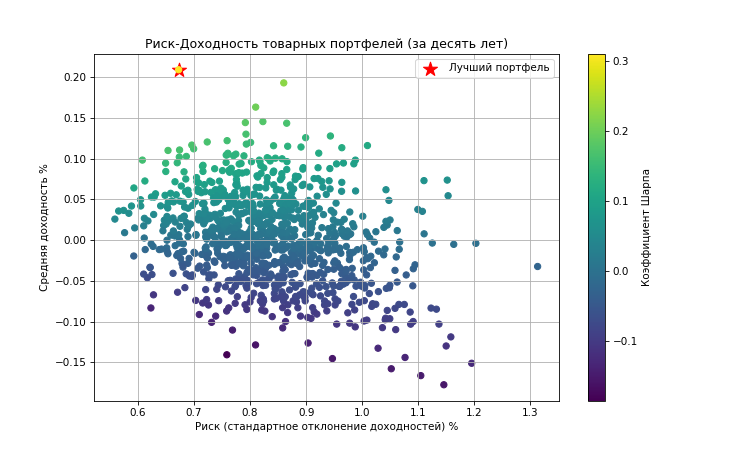 Риск-Доходность товарных портфелей (за десять лет)
Лучший портфель
Средняя доходность %
0.20
0.15
0.10
0.05
0.00
−0.05
−0.10
−0.15
0.6 0.7 0.8 0.9 1.0 1.1 1.2 1.3
Риск (стандартное отклонение доходностей) %
0.3
0.2
0.1
0.0
−0.1
Коэффициент Шарпа